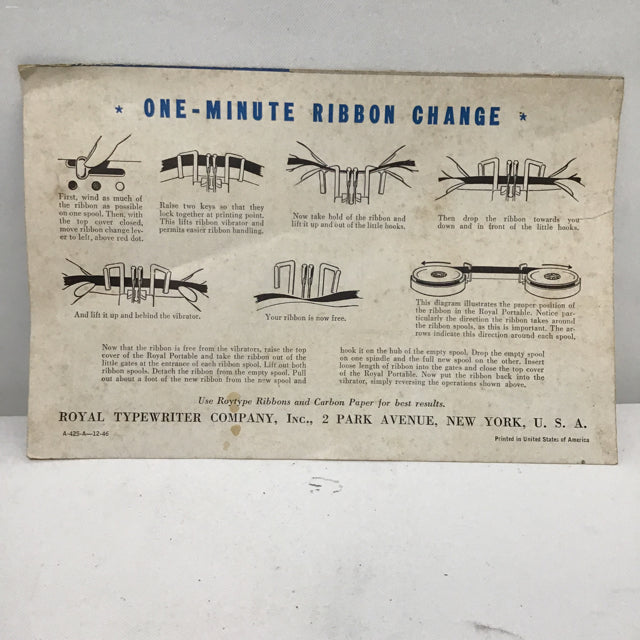 * ONE-MINUTE RIBBON CHANGE *
First, wind as much of
the ribbon as possible
on one spool. Then, with
the top cover closed,
move ribbon change lev-
er to left, above red dot.
Raise two keys so that they
lock together at printing point.
This lifts ribbon vibrator and
permits easier ribbon handling.
Now take hold of the ribbon and
lift it up and out of the little hooks.
Then drop the ribbon towards you
down and in front of the little hooks.
And lift it up and behind the vibrator.
Your ribbon is now free.
This diagram illustrates the proper position of
the ribbon in the Royal Portable. Notice par-
ticularly the direction the ribbon takes around
the ribbon spools, as this is important. The ar-
rows indicate this direction around each spool.
Now that the ribbon is free from the vibrators, raise the top
cover of the Royal Portable and take the ribbon out of the
little gates at the entrance of each ribbon spool. Lift out both
ribbon spools. Detach the ribbon from the empty spool. Pull
out about a foot of the new ribbon from the new spool and
hook it on the hub of the empty spool. Drop the empty spool
on one spindle and the full new spool on the other. Insert
loose length of ribbon into the gates and close the top cover
of the Royal Portable. Now put the ribbon back into the
vibrator, simply reversing the operations shown above.
Use Roytype Ribbons and Carbon Paper for best results.
ROYAL TYPEWRITER COMPANY, Inc., 2 PARK AVENUE, NEW YORK, U. S. A.
A-425-A—12-46
Printed in United States of America